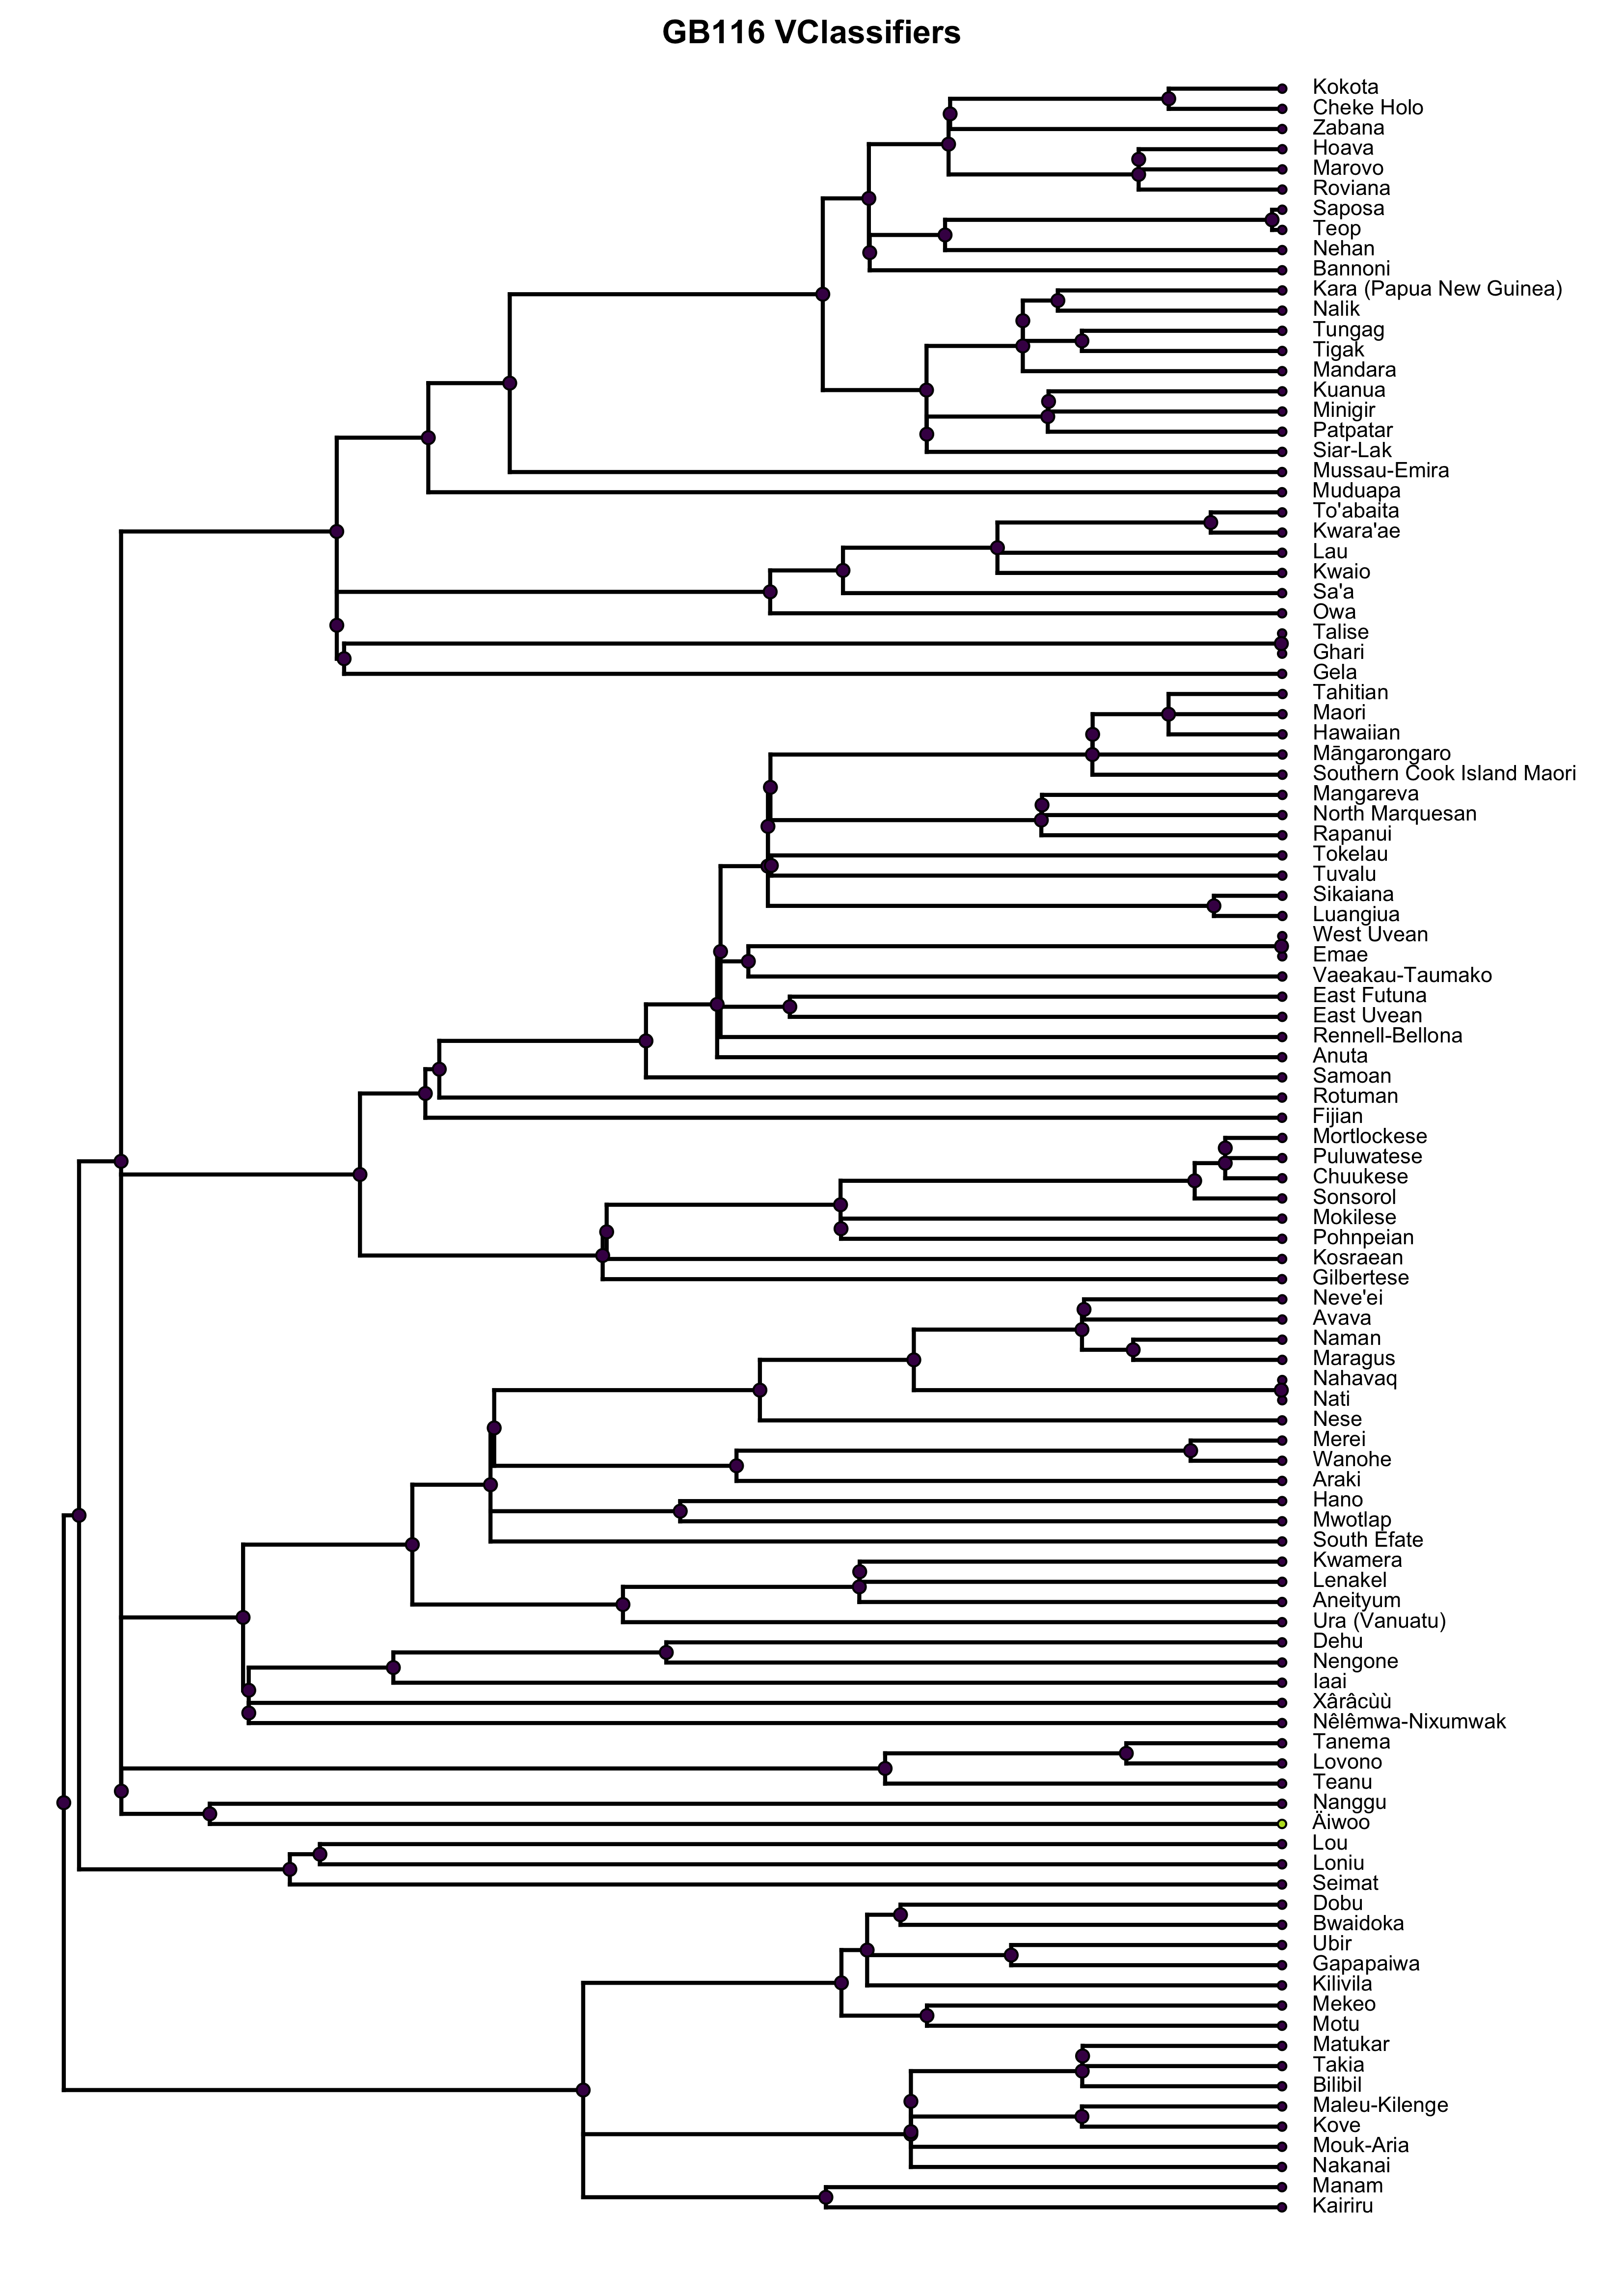 GB116 VClassifiers
Kokota
Cheke Holo
Zabana
Hoava
Marovo
Roviana
Saposa
Teop
Nehan
Bannoni
Kara (Papua New Guinea)
Nalik
Tungag
Tigak
Mandara
Kuanua
Minigir
Patpatar
Siar-Lak
Mussau-Emira
Muduapa
To'abaita
Kwara'ae
Lau
Kwaio
Sa'a
Owa
Talise
Ghari
Gela
Tahitian
Maori
Hawaiian
Māngarongaro
Southern Cook Island Maori
Mangareva
North Marquesan
Rapanui
Tokelau
Tuvalu
Sikaiana
Luangiua
West Uvean
Emae
Vaeakau-Taumako
East Futuna
East Uvean
Rennell-Bellona
Anuta
Samoan
Rotuman
Fijian
Mortlockese
Puluwatese
Chuukese
Sonsorol
Mokilese
Pohnpeian
Kosraean
Gilbertese
Neve'ei
Avava
Naman
Maragus
Nahavaq
Nati
Nese
Merei
Wanohe
Araki
Hano
Mwotlap
South Efate
Kwamera
Lenakel
Aneityum
Ura (Vanuatu)
Dehu
Nengone
Iaai
Xârâcùù
Nêlêmwa-Nixumwak
Tanema
Lovono
Teanu
Nanggu
Äiwoo
Lou
Loniu
Seimat
Dobu
Bwaidoka
Ubir
Gapapaiwa
Kilivila
Mekeo
Motu
Matukar
Takia
Bilibil
Maleu-Kilenge
Kove
Mouk-Aria
Nakanai
Manam
Kairiru